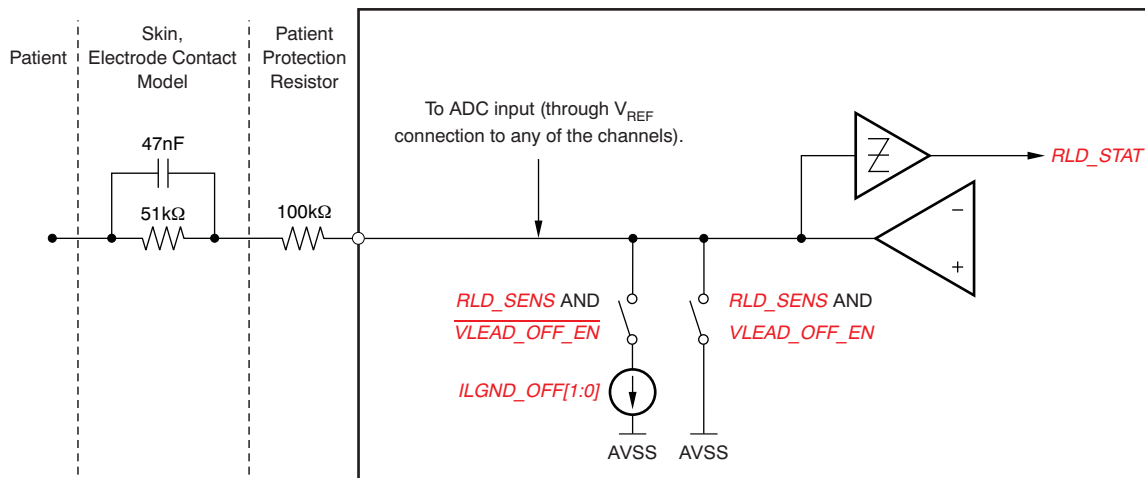 Patient
Skin,
Electrode Contact
Model
Patient
Protection
Resistor
To ADC input (through VREF
connection to any of the channels).
47nF
51kΩ
100kΩ
RLD_STAT
−
+
RLD_SENS AND
VLEAD_OFF_EN
RLD_SENS AND
VLEAD_OFF_EN
ILGND_OFF[1:0]
AVSS
AVSS